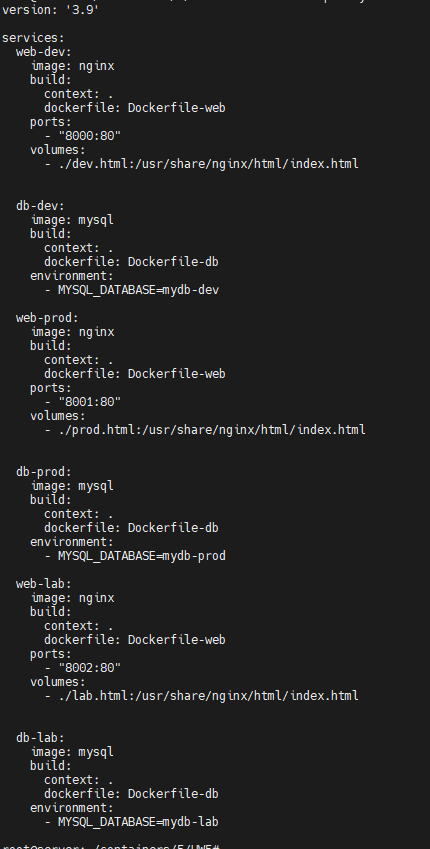 version: '3.9'
services:
  web-dev:
    image: nginx
    build:
      context: .
      dockerfile: Dockerfile-web
    ports:
      - "8000:80"
    volumes:
      - ./dev.html:/usr/share/nginx/html/index.html
  db-dev:
    image: mysql
    build:
      context: .
      dockerfile: Dockerfile-db
    environment:
      - MYSQL_DATABASE=mydb-dev
  web-prod:
    image: nginx
    build:
      context: .
      dockerfile: Dockerfile-web
    ports:
      - "8001:80"
    volumes:
      - ./prod.html:/usr/share/nginx/html/index.html
  db-prod:
    image: mysql
    build:
      context: .
      dockerfile: Dockerfile-db
    environment:
      - MYSQL_DATABASE=mydb-prod
  web-lab:
    image: nginx
    build:
      context: .
      dockerfile: Dockerfile-web
    ports:
      - "8002:80"
    volumes:
      - ./lab.html:/usr/share/nginx/html/index.html
  db-lab:
    image: mysql
    build:
      context: .
      dockerfile: Dockerfile-db
    environment:
      - MYSQL_DATABASE=mydb-lab